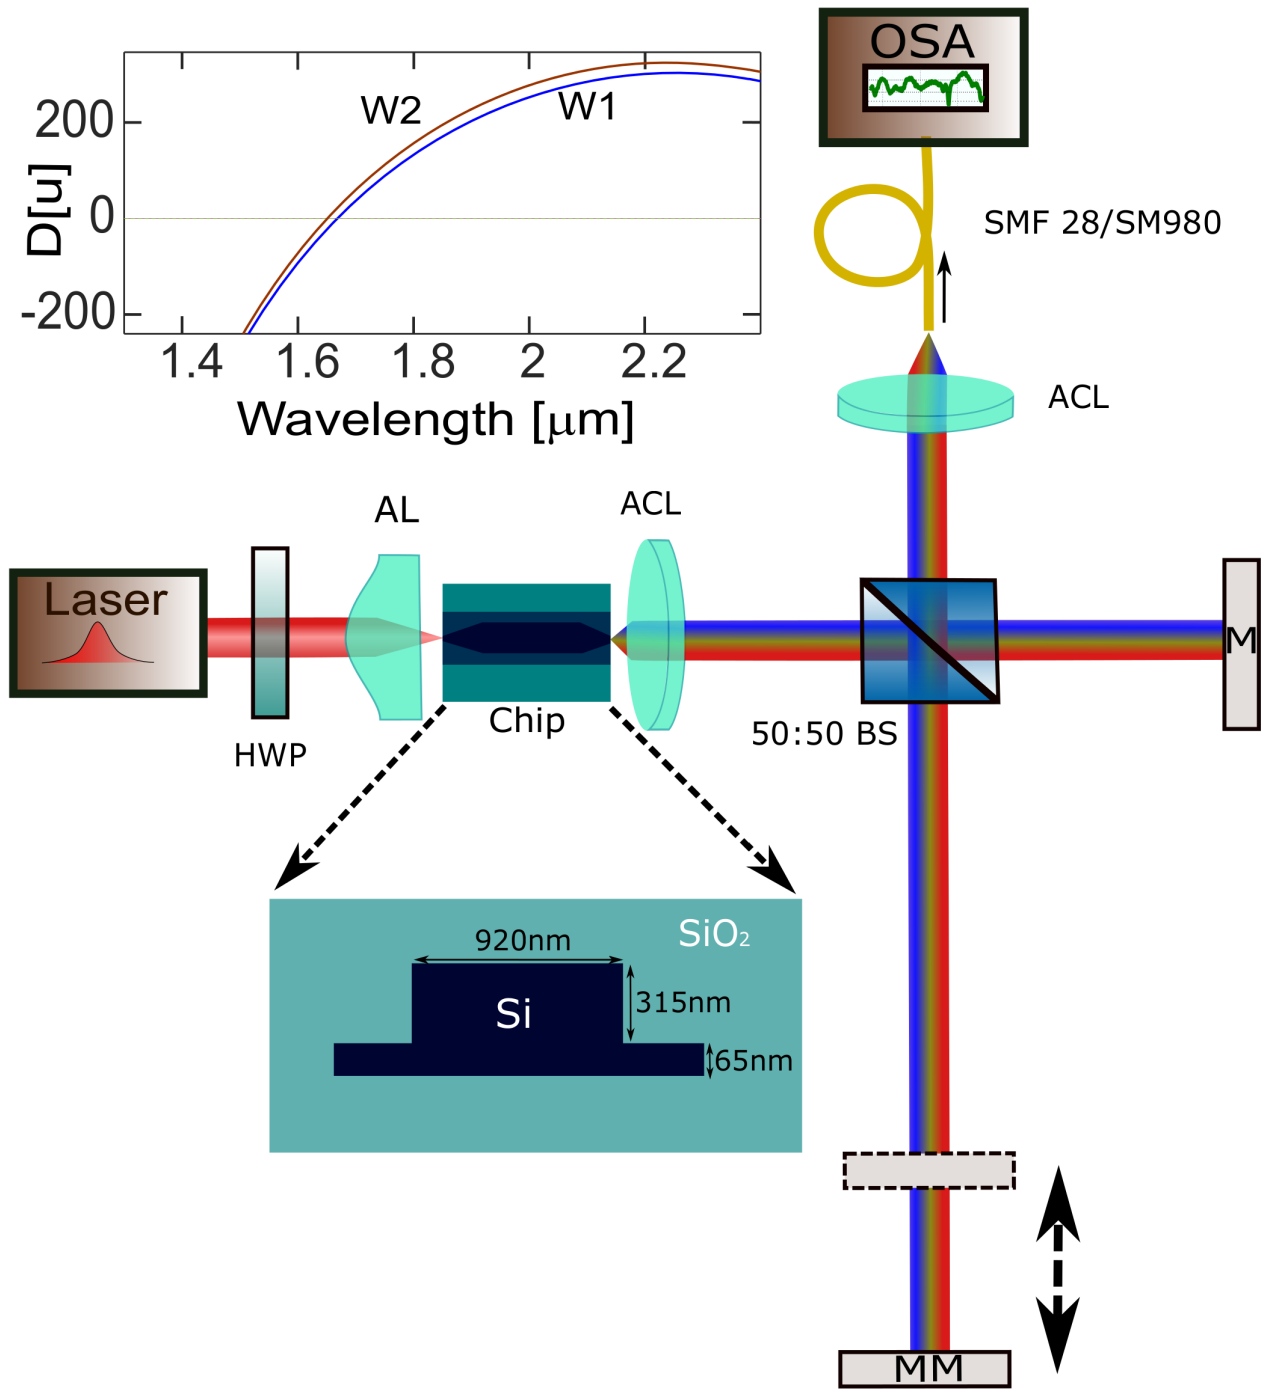 OSA
200
0
-200
D[u]
W2
W1
1.4
1.6
1.8
2
2.2
Wavelength [μm]
SMF 28/SM980
ACL
AL
ACL
Laser
HWP
Chip
50:50 BS
M
SiO₂
920nm
Si
315nm
65nm
MM